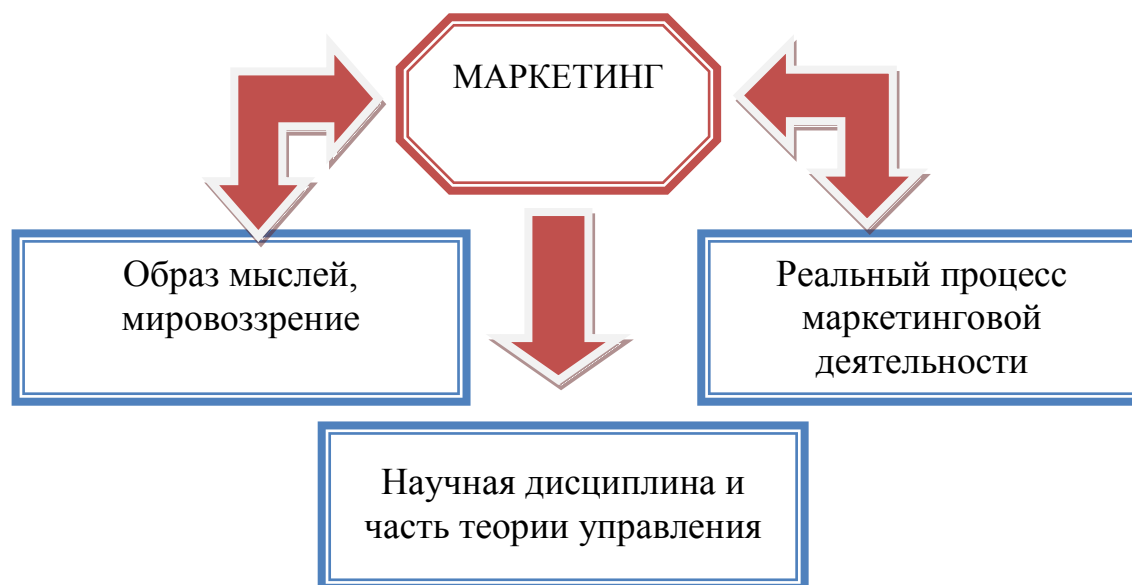 МАРКЕТИНГ
Образ мыслей,
мировоззрение
Реальный процесс
маркетинговой
деятельности
Научная дисциплина и
часть теории управления